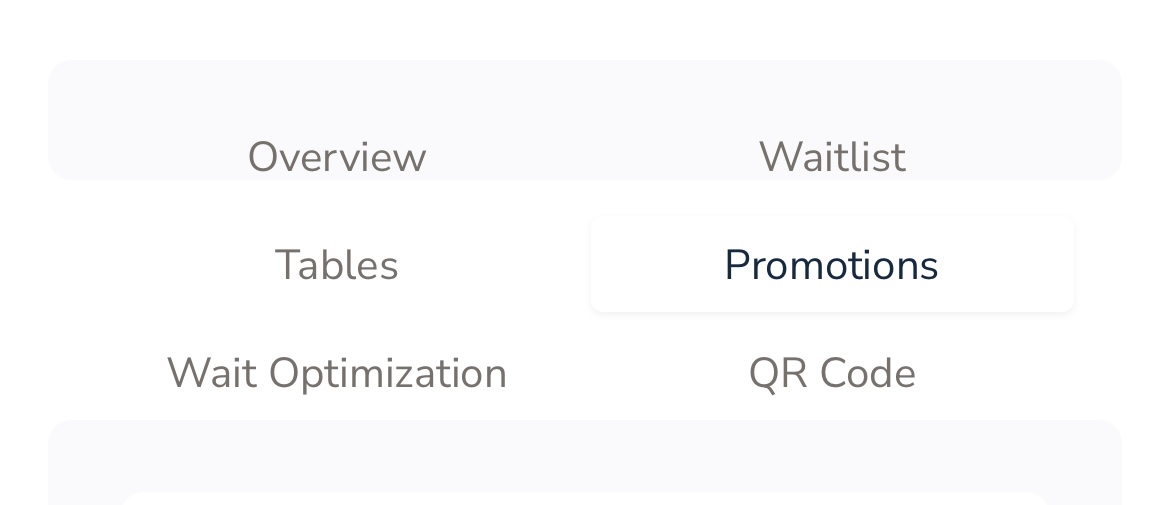 Overview
Waitlist
Tables
Promotions
Wait Optimization
QR Code